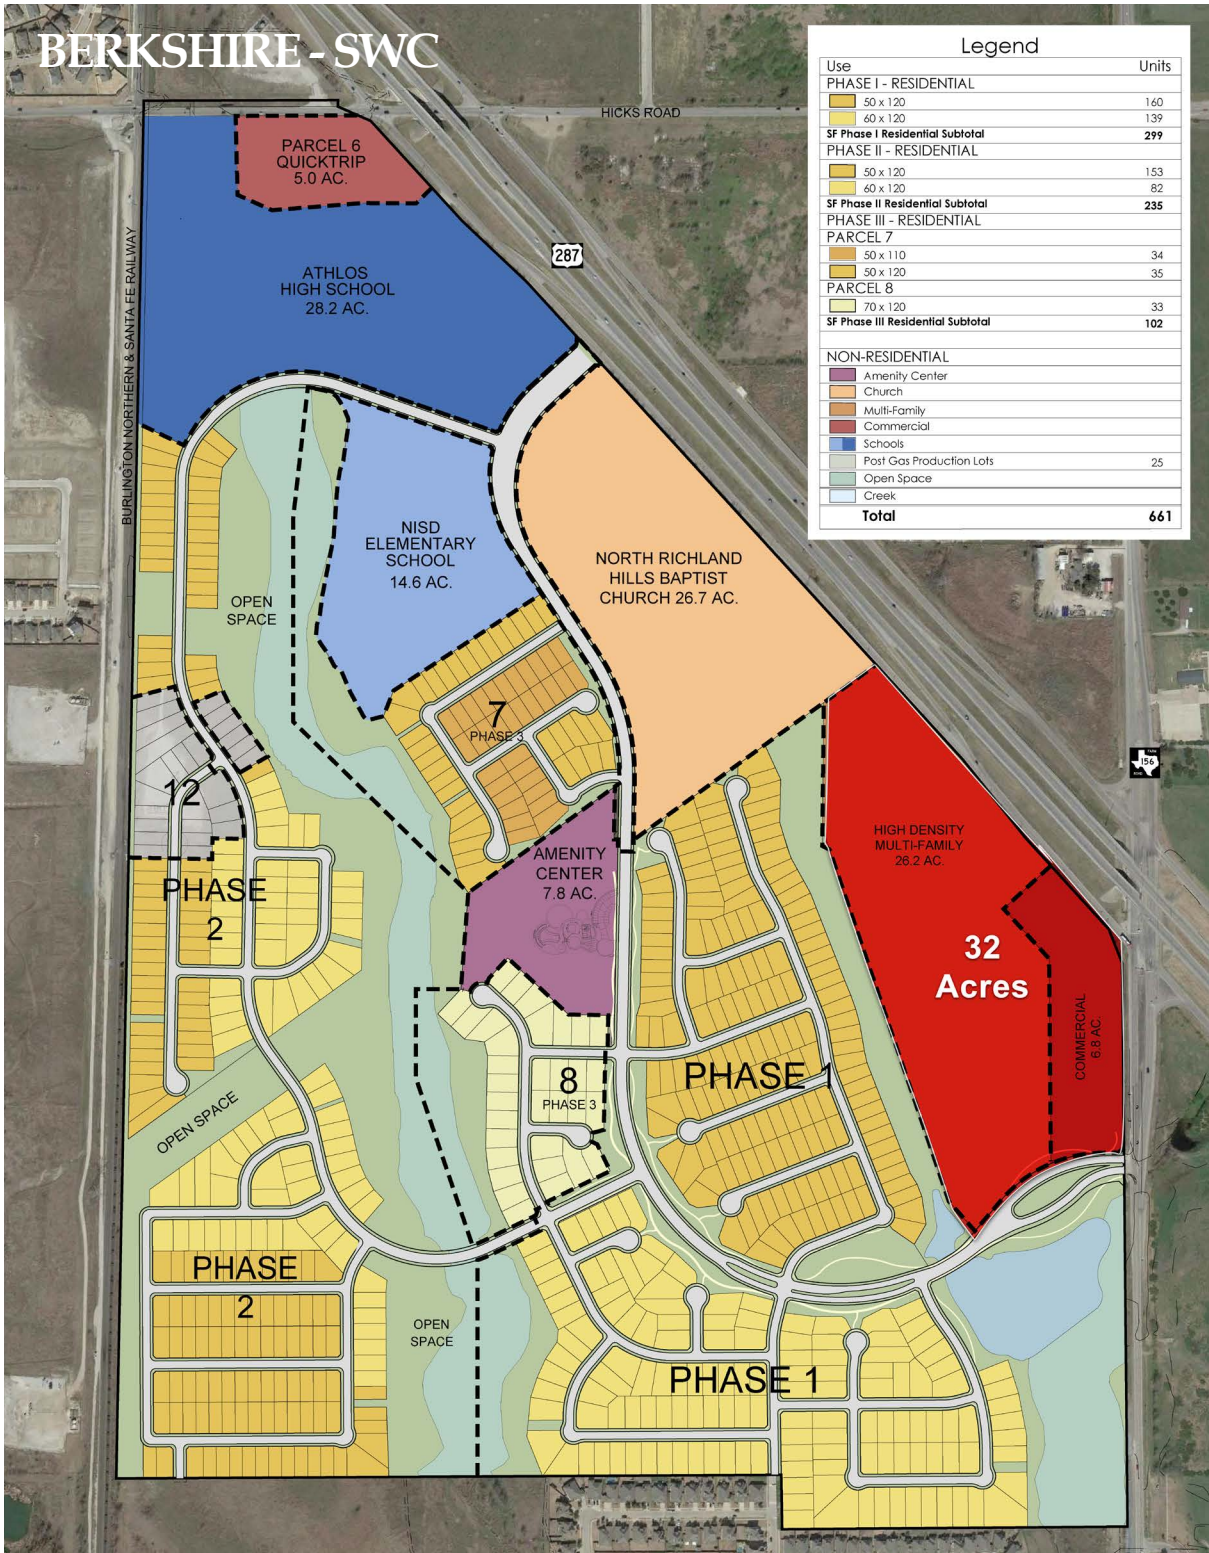 BERKSHIRE - SWC
Legend
Use Units
PHASE I - RESIDENTIAL
50 x 120 160
60 x 120 139
SF Phase I Residential Subtotal 299
PHASE II - RESIDENTIAL
50 x 120 153
60 x 120 82
SF Phase II Residential Subtotal 235
PHASE III - RESIDENTIAL
PARCEL 7
50 x 110 34
50 x 120 35
PARCEL 8
70 x 120 33
SF Phase III Residential Subtotal 102
NON-RESIDENTIAL
Amenity Center
Church
Multi-Family
Commercial
Schools
Post Gas Production Lots 25
Open Space
Creek
Total 661
HICKS ROAD
PARCEL 6
QUICKTRIP
5.0 AC.
287
ATHLOS
HIGH SCHOOL
28.2 AC.
BURLINGTON NORTHERN & SANTA FE RAILWAY
NISD
ELEMENTARY
SCHOOL
14.6 AC.
NORTH RICHLAND
HILLS BAPTIST
CHURCH 26.7 AC.
OPEN
SPACE
7
PHASE 3
156
12
HIGH DENSITY
MULTI-FAMILY
26.2 AC.
AMENITY
CENTER
7.8 AC.
PHASE
2
32
Acres
COMMERCIAL
6.8 AC.
PHASE 1
8
PHASE 3
OPEN SPACE
PHASE
2
OPEN
SPACE
PHASE 1